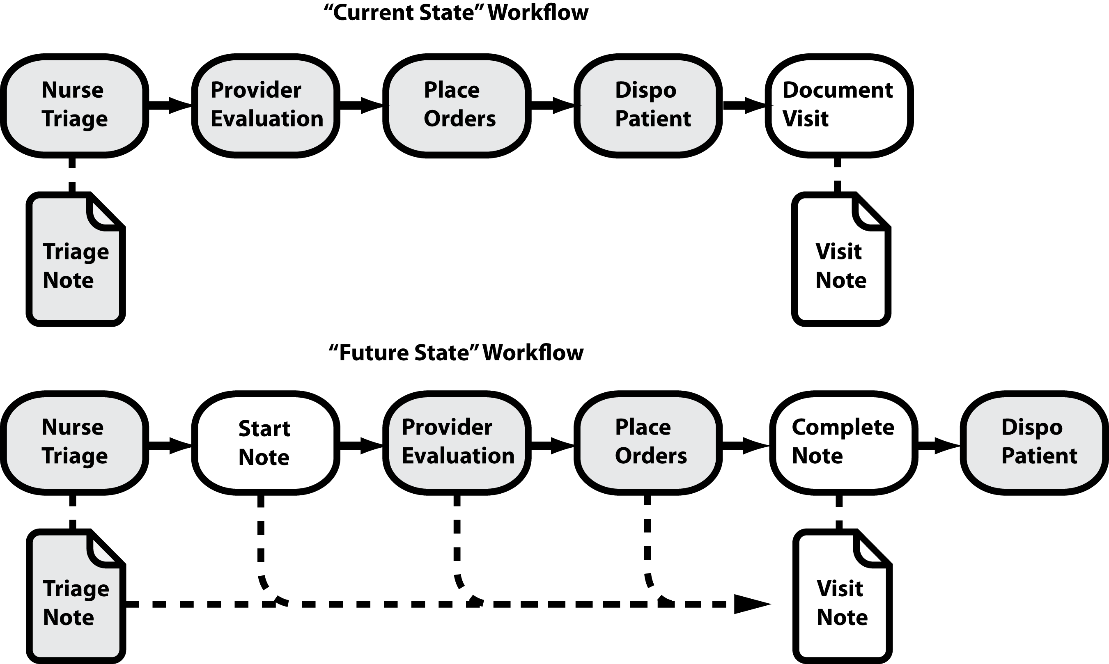 “Current State” Workflow
Nurse
Triage
Provider
Evaluation
Place
Orders
Dispo
Patient
Document
Visit
Triage
Note
Visit
Note
“Future State” Workflow
Nurse
Triage
Start
Note
Provider
Evaluation
Place
Orders
Complete
Note
Dispo
Patient
Triage
Note
Visit
Note